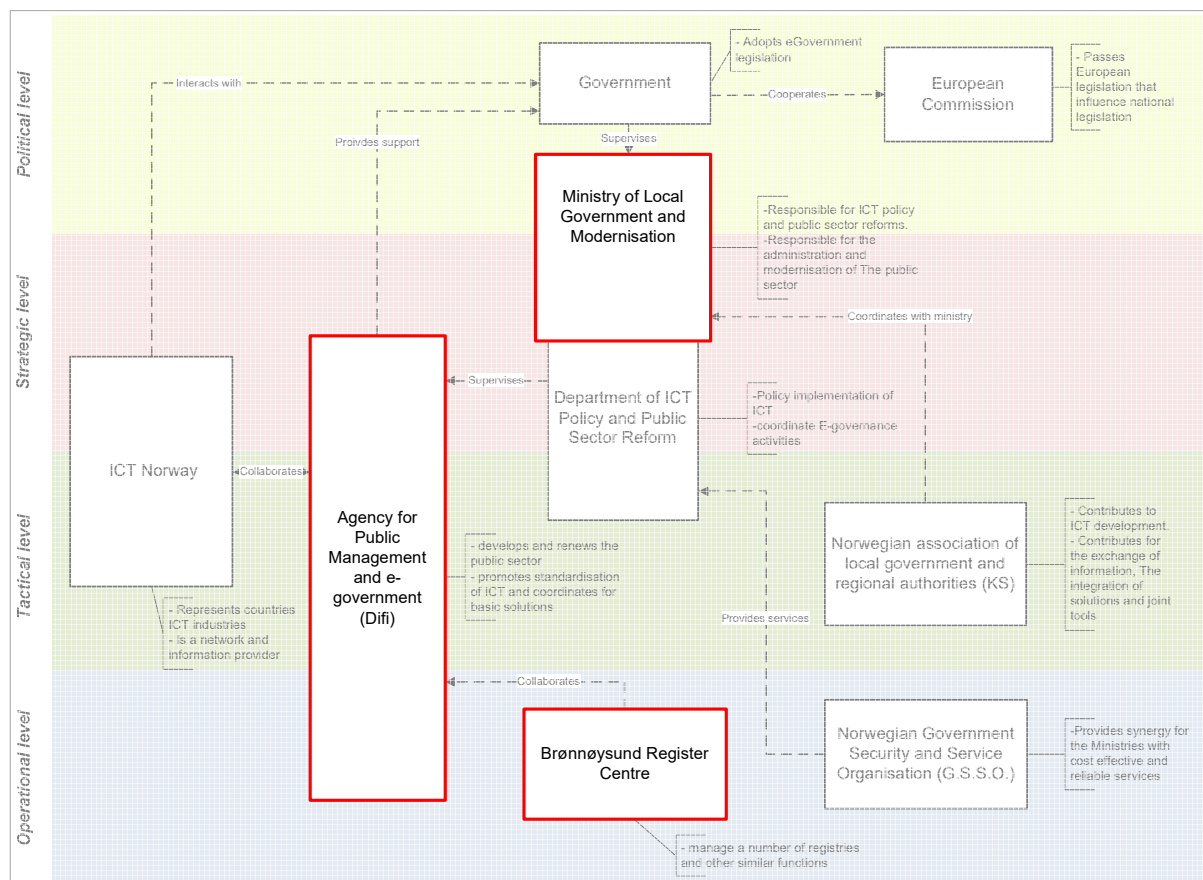 Political level
Strategic level
Tactical level
Operational level
Government
- Adopts eGovernment
legislation
European
Commission
- Passes
European
legislation that
influence national
legislation
Interacts with
Cooperates
Provdes support
Supervises
Ministry of Local
Government and
Modernisation
-Responsible for ICT policy
and public sector reforms.
-Responsible for the
administration and
modernisation of The public
sector
Coordinates with ministry
Supervises
Department of ICT
Policy and Public
Sector Reform
-Policy implementation of
ICT
-coordinate E-governance
activities
ICT Norway
Collaborates
Agency for
Public
Management
and e-
government
(Difi)
- develops and renews the
public sector
- promotes standardisation
of ICT and coordinates for
basic solutions
Norwegian association of
local government and
regional authorities (KS)
- Contributes to
ICT development.
- Contributes for
the exchange of
information, The
integration of
solutions and joint
tools
- Represents countries
ICT industries
- Is a network and
information provider
Provides services
Collaborates
Brønnøysund Register
Centre
Norwegian Government
Security and Service
Organisation (G.S.S.O.)
-Provides synergy for
the Ministries with
cost effective and
reliable services
- manage a number of registries
and other similar functions